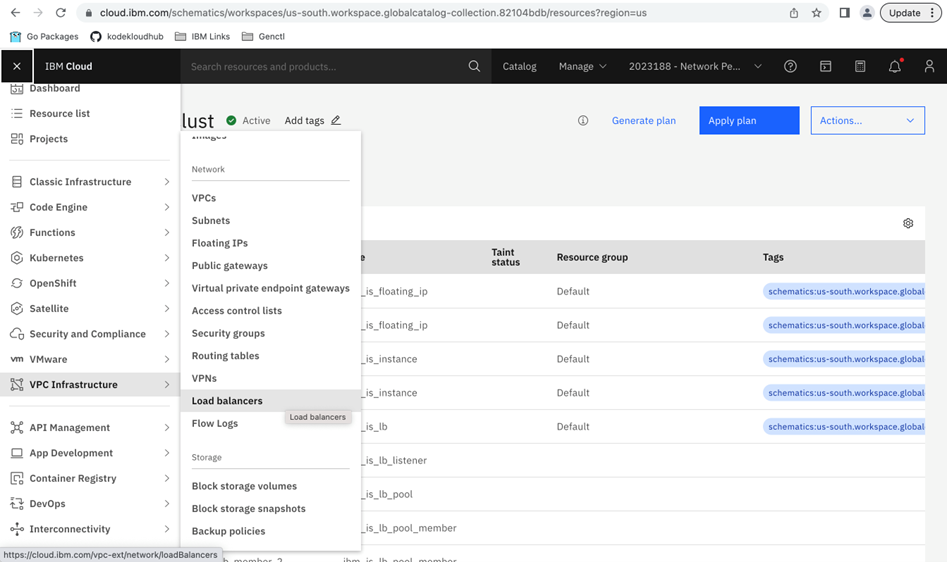 cloud.ibm.com/schematics/workspaces/us-south.workspace.globalcatalog-collection.82104bdb/resources?region=us
Update
Go Packages
kodekloudhub
IBM Links
Genctl
IBM Cloud
Search resources and products...
Catalog
Manage
2023188 - Network Pe...
Dashboard
Resource list
Projects
Classic Infrastructure
Code Engine
Functions
Kubernetes
OpenShift
Satellite
Security and Compliance
vm VMware
VPC Infrastructure
API Management
App Development
Container Registry
DevOps
Interconnectivity
https://cloud.ibm.com/vpc-ext/network/loadBalancers
lust
Active
Add tags
Generate plan
Apply plan
Actions...
Images
Network
VPCs
Subnets
Floating IPs
Public gateways
Virtual private endpoint gateways
Access control lists
Security groups
Routing tables
VPNs
Load balancers
Load balancers
Flow Logs
Storage
Block storage volumes
Block storage snapshots
Backup policies
e
Taint
status
Resource group
Tags
_is_floating_ip
Default
schematics:us-south.workspace.global
_is_floating_ip
Default
schematics:us-south.workspace.global
_is_instance
Default
schematics:us-south.workspace.global
_is_instance
Default
schematics:us-south.workspace.global
_is_lb
Default
schematics:us-south.workspace.global
_is_lb_listener
_is_lb_pool
_is_lb_pool_member
b_member_2
ibm_is_lb_pool_member